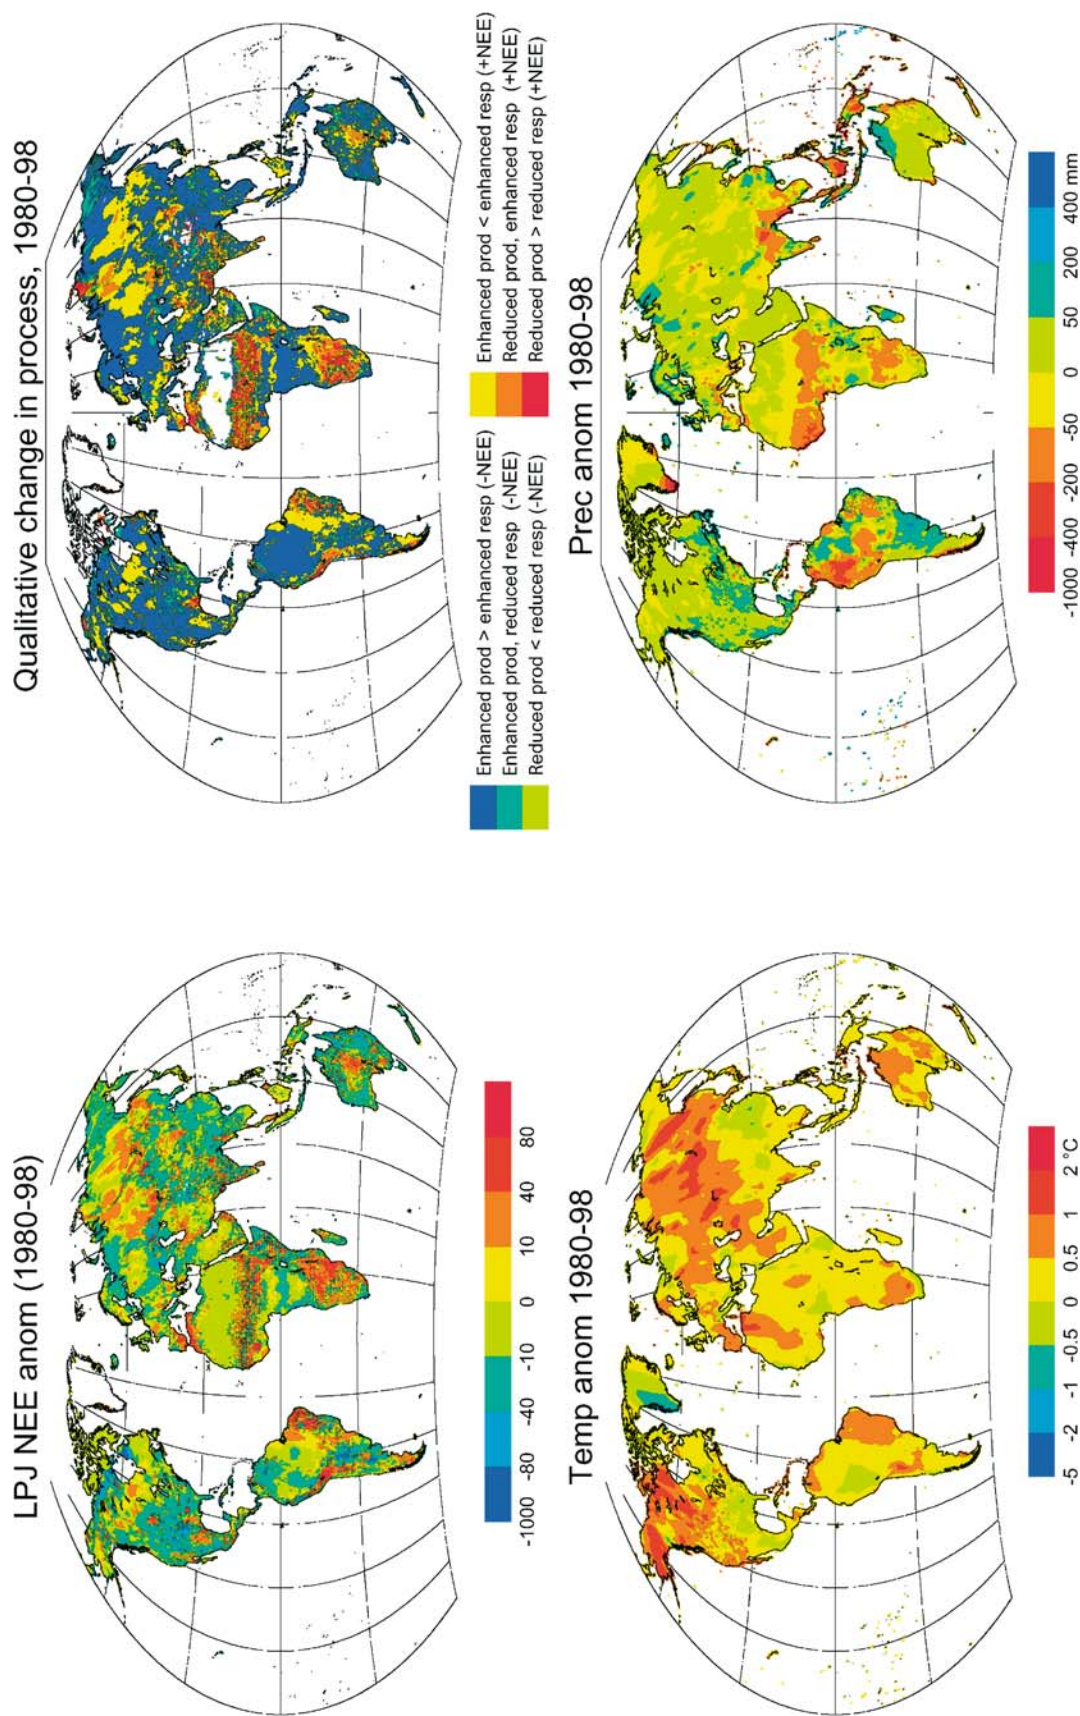 LPJ NEE anom (1980-98)
-1000 -80 -40 -10 0 10 40 80
Qualitative change in process, 1980-98
Enhanced prod > enhanced resp (-NEE)
Enhanced prod, reduced resp (-NEE)
Reduced prod < reduced resp (-NEE)
Enhanced prod < enhanced resp (+NEE)
Reduced prod, enhanced resp (+NEE)
Reduced prod > reduced resp (+NEE)
Temp anom 1980-98
-5 -2 -1 -0.5 0 0.5 1 2 °C
Prec anom 1980-98
-1000 -400 -200 -50 0 50 200 400 mm